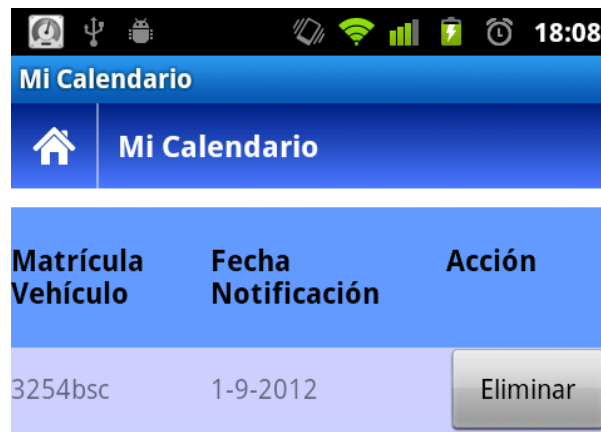 18:08
Mi Calendario
Mi Calendario
Matrícula Fecha Acción
Vehículo Notificación
3254bsc 1-9-2012 Eliminar